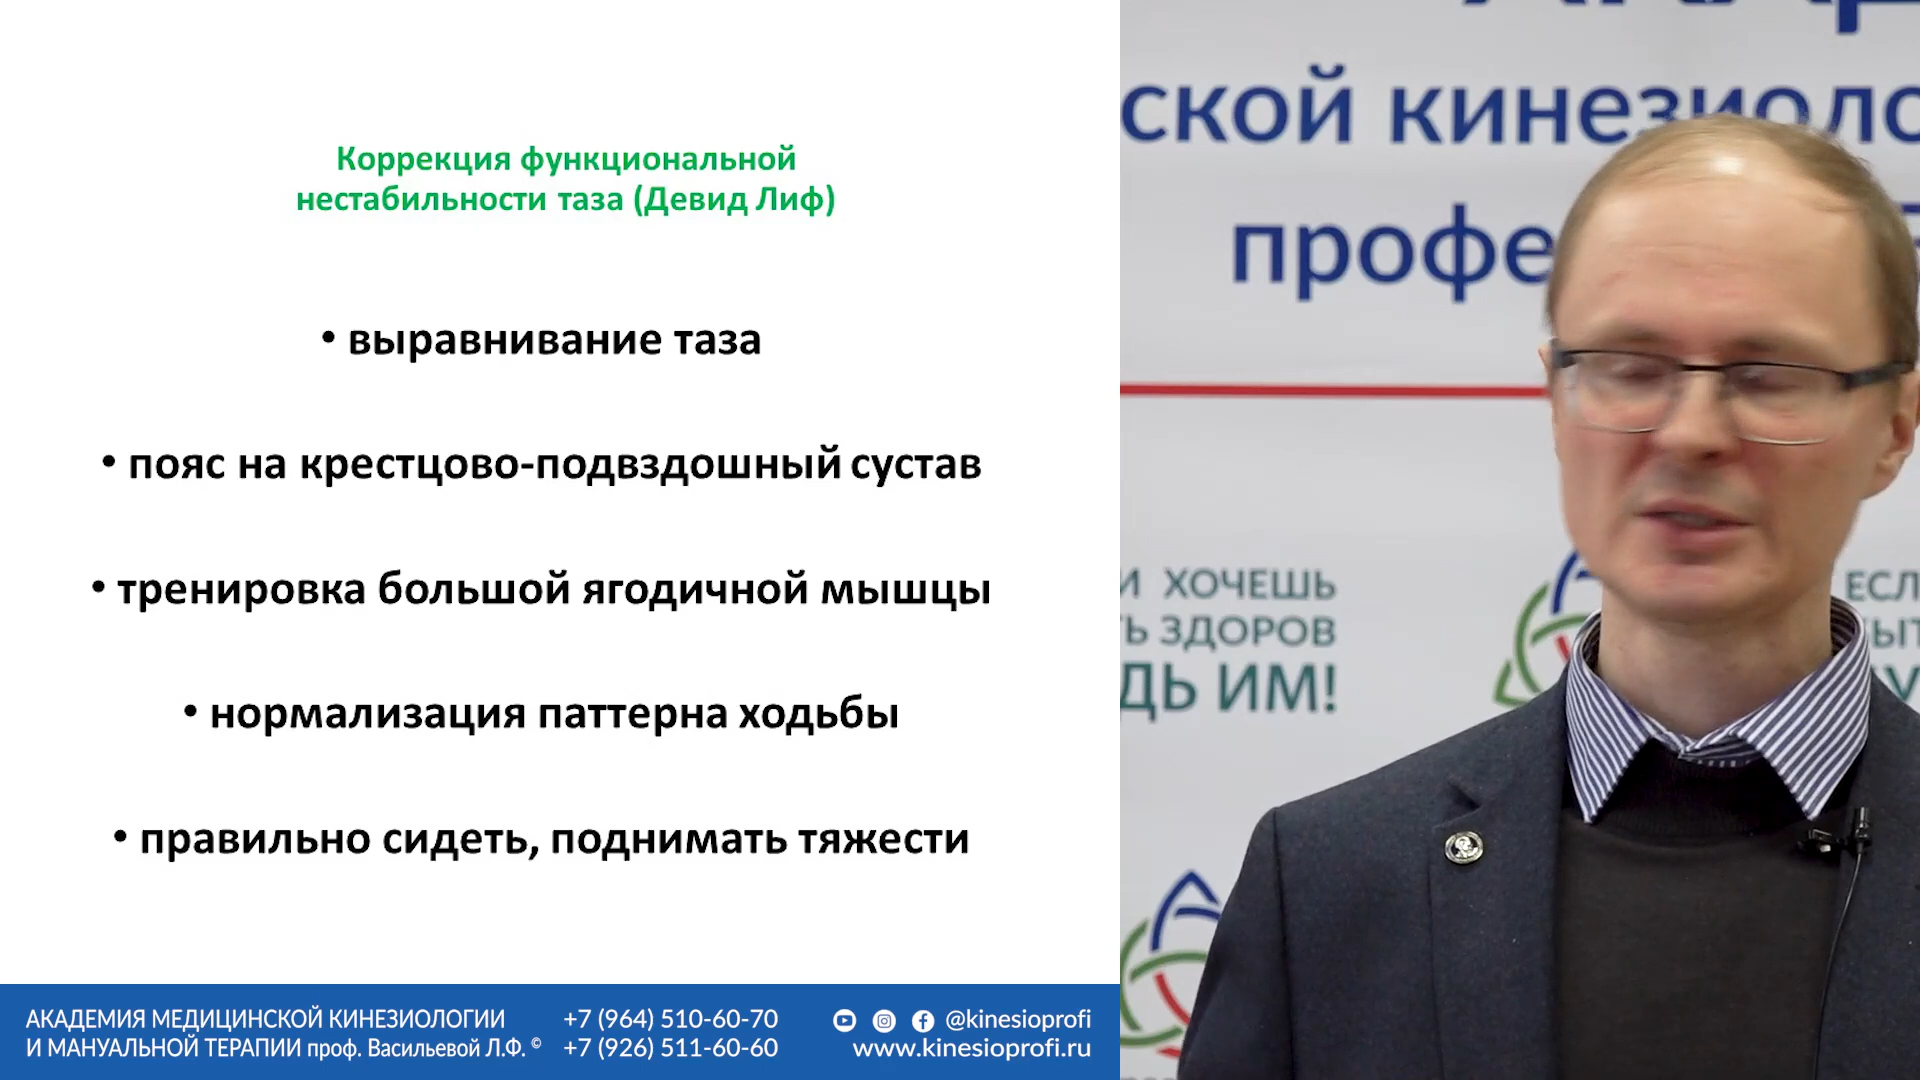 Коррекция функциональной
нестабильности таза (Девид Лиф)
• выравнивание таза
• пояс на крестцово-подвздошный сустав
• тренировка большой ягодичной мышцы
• нормализация паттерна ходьбы
• правильно сидеть, поднимать тяжести
АКАДЕМИЯ МЕДИЦИНСКОЙ КИНЕЗИОЛОГИИ
И МАНУАЛЬНОЙ ТЕРАПИИ проф. Васильевой Л.Ф. ©
+7 (964) 510-60-70
+7 (926) 511-60-60
@kinesioprofi
www.kinesioprofi.ru
ской кинезиоло
профе
И ХОЧЕШЬ
Ь ЗДОРОВ
ДЬ ИМ!
ЕСЛ